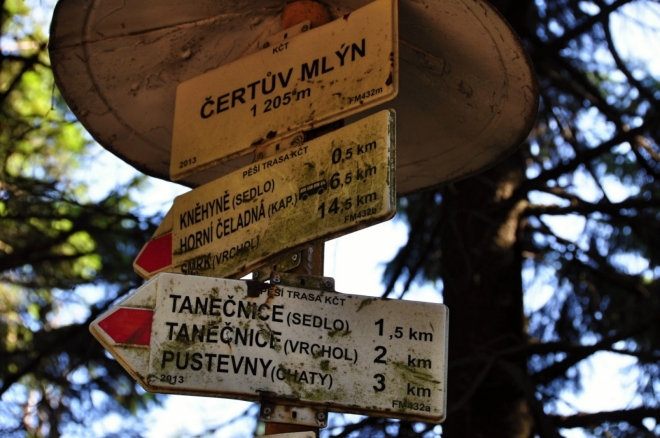 KČT
ČERTŮV MLÝN
1 205 m
2013 FM432m
PĚŠÍ TRASA KČT
KNĚHYNĚ (SEDLO) 0,5 km
HORNÍ ČELADNÁ (KAP.) 6,5 km
SMRK (VRCHOL) 14,5 km
FM432a
PĚŠÍ TRASA KČT
TANEČNICE (SEDLO) 1,5 km
TANEČNICE (VRCHOL) 2 km
PUSTEVNY (CHATY) 3 km
2013 FM432a